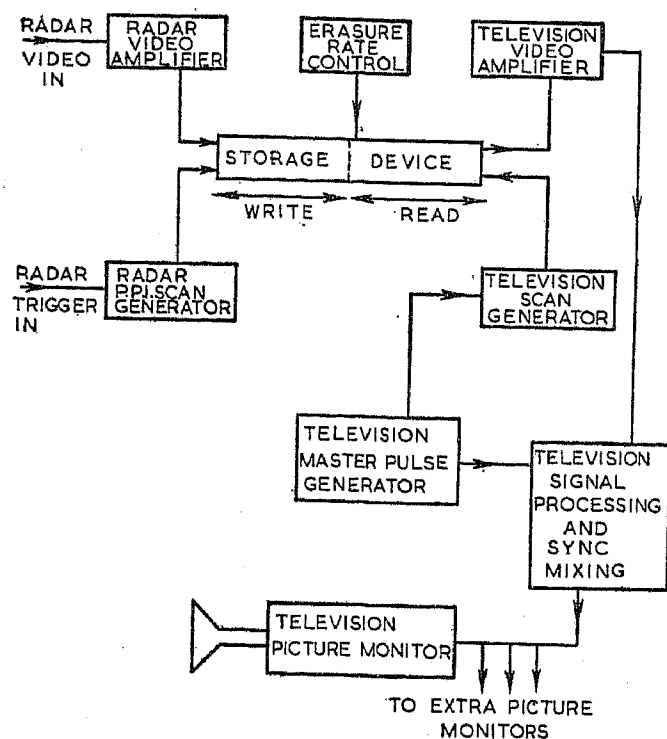 RADAR
VIDEO
IN
RADAR
VIDEO
AMPLIFIER
ERASURE
RATE
CONTROL
TELEVISION
VIDEO
AMPLIFIER
STORAGE DEVICE
WRITE READ
RADAR
TRIGGER
IN
RADAR
P.P.I. SCAN
GENERATOR
TELEVISION
SCAN
GENERATOR
TELEVISION
MASTER PULSE
GENERATOR
TELEVISION
SIGNAL
PROCESSING
AND
SYNC
MIXING
TELEVISION
PICTURE MONITOR
TO EXTRA PICTURE
MONITORS